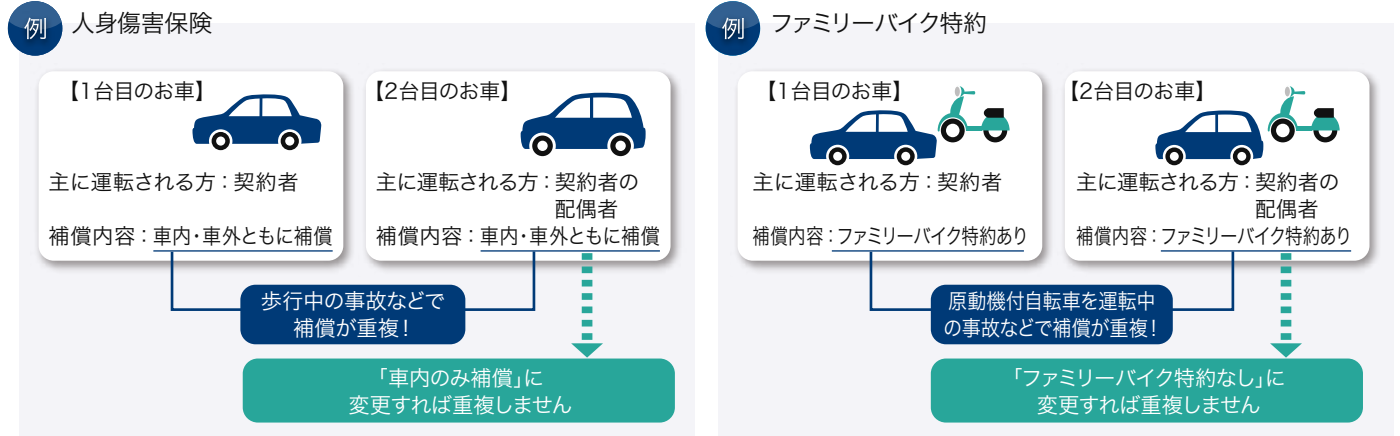 例 人身傷害保険
【1台目のお車】
主に運転される方：契約者
補償内容：車内・車外ともに補償
【2台目のお車】
主に運転される方：契約者の
配偶者
補償内容：車内・車外ともに補償
歩行中の事故などで
補償が重複！
「車内のみ補償」に
変更すれば重複しません
例 ファミリーバイク特約
【1台目のお車】
主に運転される方：契約者
補償内容：ファミリーバイク特約あり
【2台目のお車】
主に運転される方：契約者の
配偶者
補償内容：ファミリーバイク特約あり
原動機付自転車を運転中
の事故などで補償が重複！
「ファミリーバイク特約なし」に
変更すれば重複しません